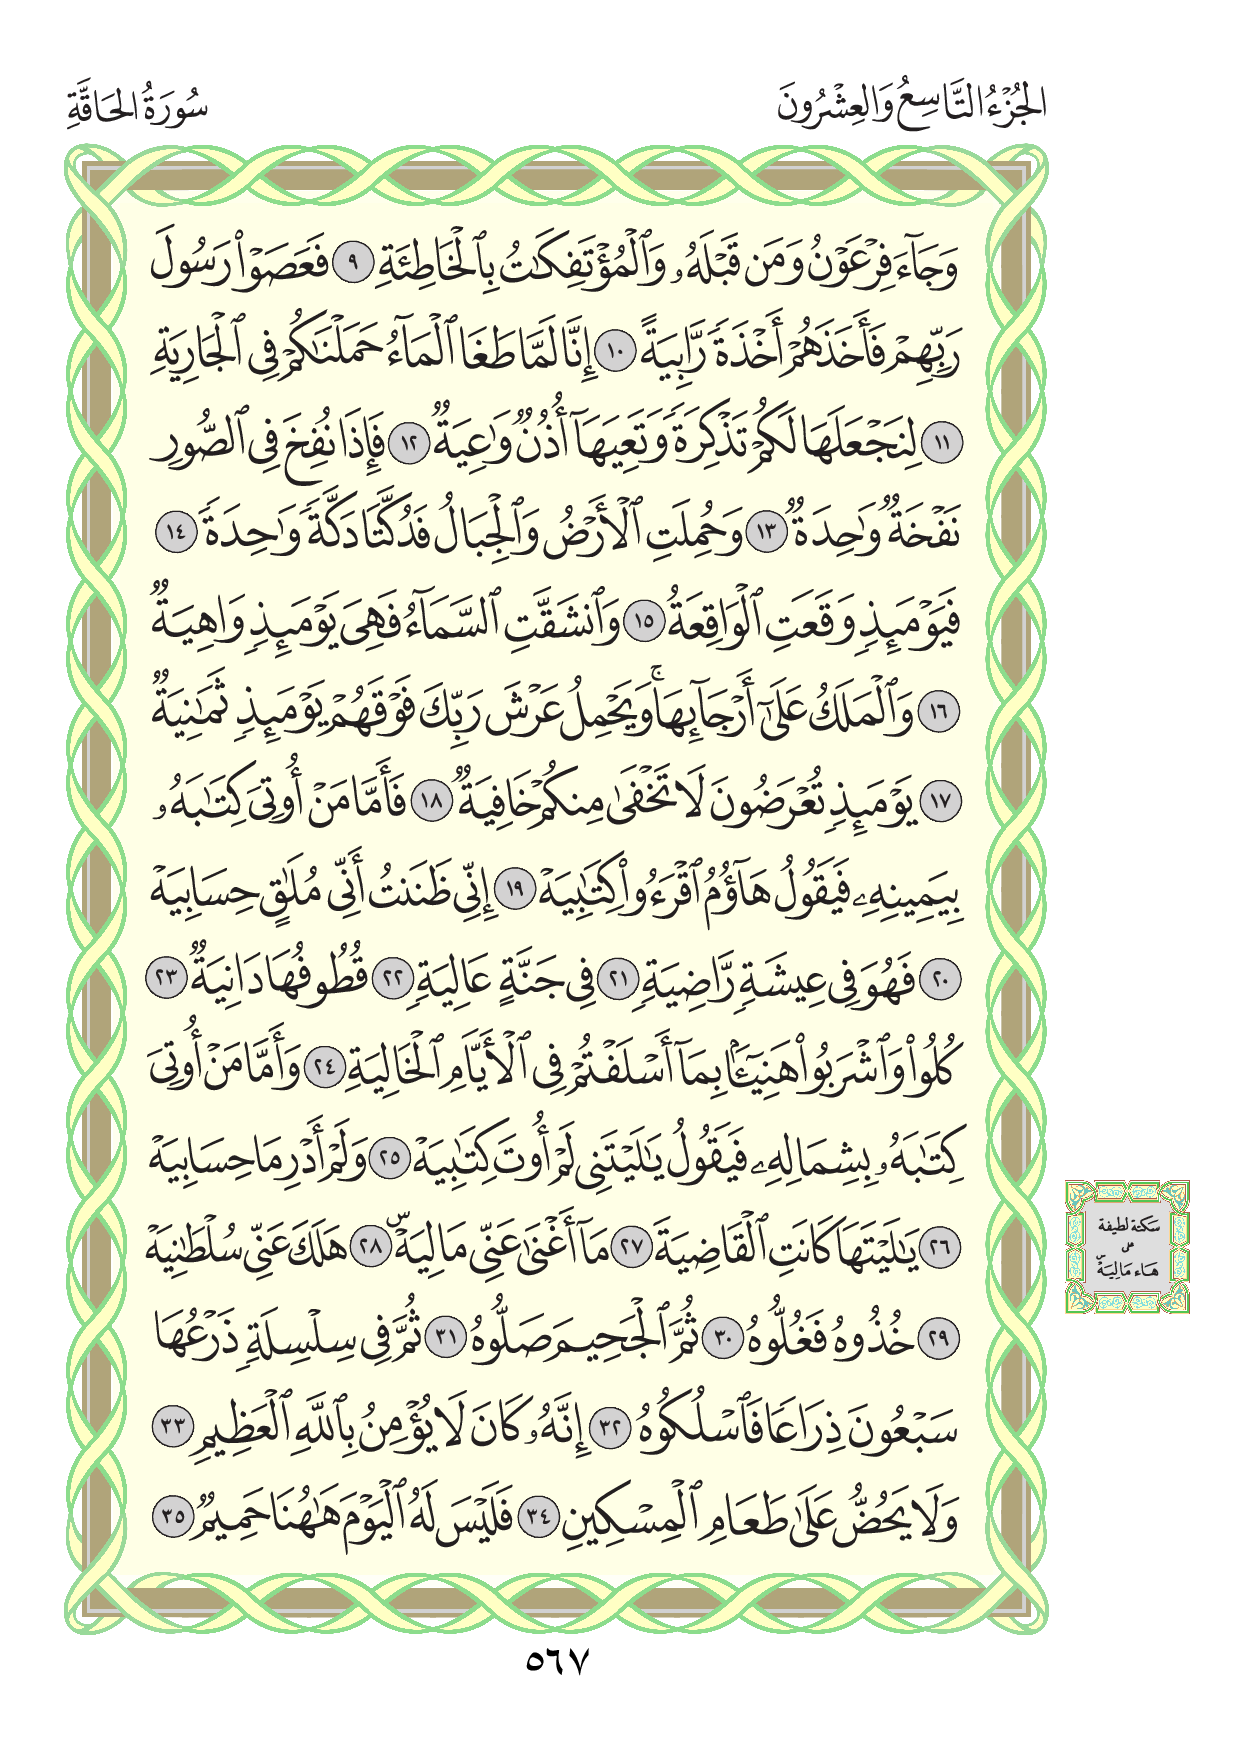 الجُزْءُ التَّاسِعُ وَالعِشْرُونَ
سُورَةُ الحَاقَّةِ
وَجَآءَ فِرْعَوْنُ وَمَن قَبْلَهُۥ وَٱلْمُؤْتَفِكَٰتُ بِٱلْخَاطِئَةِ ٩ فَعَصَوْا۟ رَسُولَ
رَبِّهِمْ فَأَخَذَهُمْ أَخْذَةً رَّابِيَةً ١٠ إِنَّا لَمَّا طَغَا ٱلْمَآءُ حَمَلْنَٰكُمْ فِى ٱلْجَارِيَةِ
١١ لِنَجْعَلَهَا لَكُمْ تَذْكِرَةً وَتَعِيَهَآ أُذُنٌ وَٰعِيَةٌ ١٢ فَإِذَا نُفِخَ فِى ٱلصُّورِ
نَفْخَةٌ وَٰحِدَةٌ ١٣ وَحُمِلَتِ ٱلْأَرْضُ وَٱلْجِبَالُ فَدُكَّتَا دَكَّةً وَٰحِدَةً ١٤
فَيَوْمَئِذٍ وَقَعَتِ ٱلْوَاقِعَةُ ١٥ وَٱنشَقَّتِ ٱلسَّمَآءُ فَهِىَ يَوْمَئِذٍ وَاهِيَةٌ
١٦ وَٱلْمَلَكُ عَلَىٰٓ أَرْجَآئِهَا ۚ وَيَحْمِلُ عَرْشَ رَبِّكَ فَوْقَهُمْ يَوْمَئِذٍ ثَمَٰنِيَةٌ
١٧ يَوْمَئِذٍ تُعْرَضُونَ لَا تَخْفَىٰ مِنكُمْ خَافِيَةٌ ١٨ فَأَمَّا مَنْ أُوتِىَ كِتَٰبَهُۥ
بِيَمِينِهِۦ فَيَقُولُ هَآؤُمُ ٱقْرَءُوا۟ كِتَٰبِيَهْ ١٩ إِنِّى ظَنَنتُ أَنِّى مُلَٰقٍ حِسَابِيَهْ
٢٠ فَهُوَ فِى عِيشَةٍ رَّاضِيَةٍ ٢١ فِى جَنَّةٍ عَالِيَةٍ ٢٢ قُطُوفُهَا دَانِيَةٌ ٢٣
كُلُوا۟ وَٱشْرَبُوا۟ هَنِيٓـًٔۢا بِمَآ أَسْلَفْتُمْ فِى ٱلْأَيَّامِ ٱلْخَالِيَةِ ٢٤ وَأَمَّا مَنْ أُوتِىَ
كِتَٰبَهُۥ بِشِمَالِهِۦ فَيَقُولُ يَٰلَيْتَنِى لَمْ أُوتَ كِتَٰبِيَهْ ٢٥ وَلَمْ أَدْرِ مَا حِسَابِيَهْ
٢٦ يَٰلَيْتَهَا كَانَتِ ٱلْقَاضِيَةَ ٢٧ مَآ أَغْنَىٰ عَنِّى مَالِيَهْ ۜ ٢٨ هَلَكَ عَنِّى سُلْطَٰنِيَهْ
٢٩ خُذُوهُ فَغُلُّوهُ ٣٠ ثُمَّ ٱلْجَحِيمَ صَلُّوهُ ٣١ ثُمَّ فِى سِلْسِلَةٍ ذَرْعُهَا
سَبْعُونَ ذِرَاعًا فَٱسْلُكُوهُ ٣٢ إِنَّهُۥ كَانَ لَا يُؤْمِنُ بِٱللَّهِ ٱلْعَظِيمِ ٣٣
وَلَا يَحُضُّ عَلَىٰ طَعَامِ ٱلْمِسْكِينِ ٣٤ فَلَيْسَ لَهُ ٱلْيَوْمَ هَٰهُنَا حَمِيمٌ ٣٥
سَكتة لطيفة
على
هَاء مَالِيَهْۜ
٥٦٧